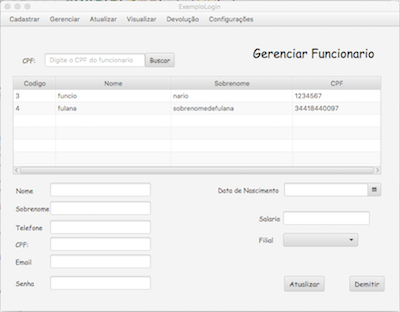 ExemploLogin
Cadastrar Gerenciar Atualizar Visualizar Devolução Configurações
Gerenciar Funcionario
CPF: Digite o CPF do funcionario Buscar
Codigo Nome Sobrenome CPF
3 funcio nario 1234567
4 fulana sobrenomedefulana 34418440097
Nome Data de Nascimento
Sobrenome
Salario
Telefone
Filial
CPF:
Email
Senha Atualizar Demitir